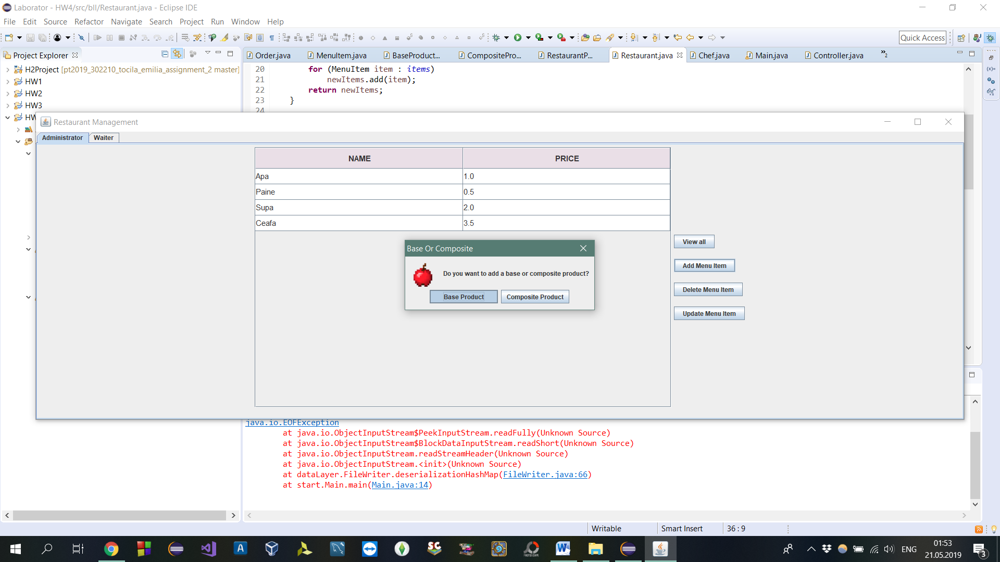 Laborator - HW4/src/bll/Restaurant.java - Eclipse IDE
File Edit Source Refactor Navigate Search Project Run Window Help
Quick Access
Project Explorer
Order.java MenuItem.java BaseProduct... CompositePro... RestaurantP... Restaurant.java Chef.java Main.java Controller.java »2
H2Project [pt2019_302210_tocila_emilia_assignment_2 master]
HW1
HW2
HW3
HW
20 for (MenuItem item : items)
21 newItems.add(item);
22 return newItems;
23 }
24
Restaurant Management
Administrator Waiter
NAME PRICE
Apa 1.0
Paine 0.5
Supa 2.0
Ceafa 3.5
View all
Add Menu Item
Delete Menu Item
Update Menu Item
Base Or Composite
Do you want to add a base or composite product?
Base Product Composite Product
java.io.EOFException
at java.io.ObjectInputStream$PeekInputStream.readFully(Unknown Source)
at java.io.ObjectInputStream$BlockDataInputStream.readShort(Unknown Source)
at java.io.ObjectInputStream.readStreamHeader(Unknown Source)
at java.io.ObjectInputStream.<init>(Unknown Source)
at dataLayer.FileWriter.deserializationHashMap(FileWriter.java:66)
at start.Main.main(Main.java:14)
Writable Smart Insert 36 : 9
ENG
01:53
21.05.2019
3